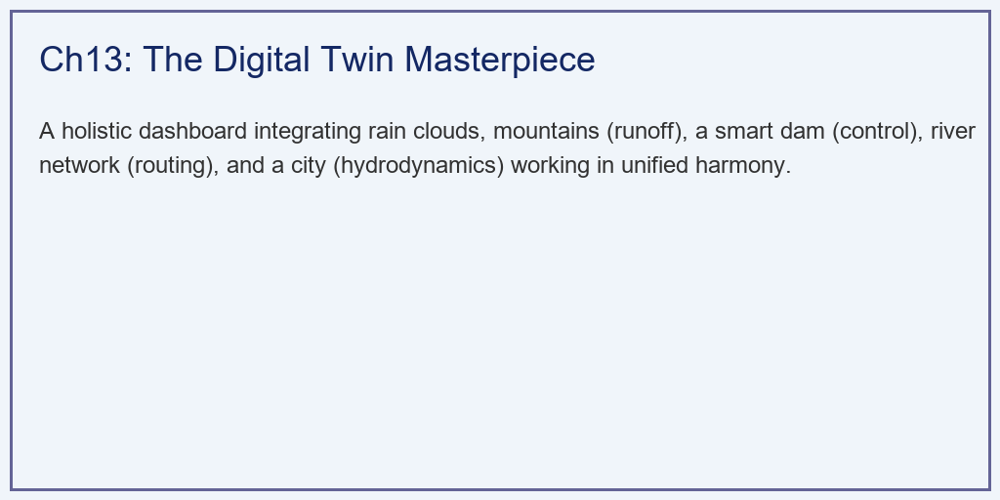 Ch13: The Digital Twin Masterpiece
A holistic dashboard integrating rain clouds, mountains (runoff), a smart dam (control), river
network (routing), and a city (hydrodynamics) working in unified harmony.